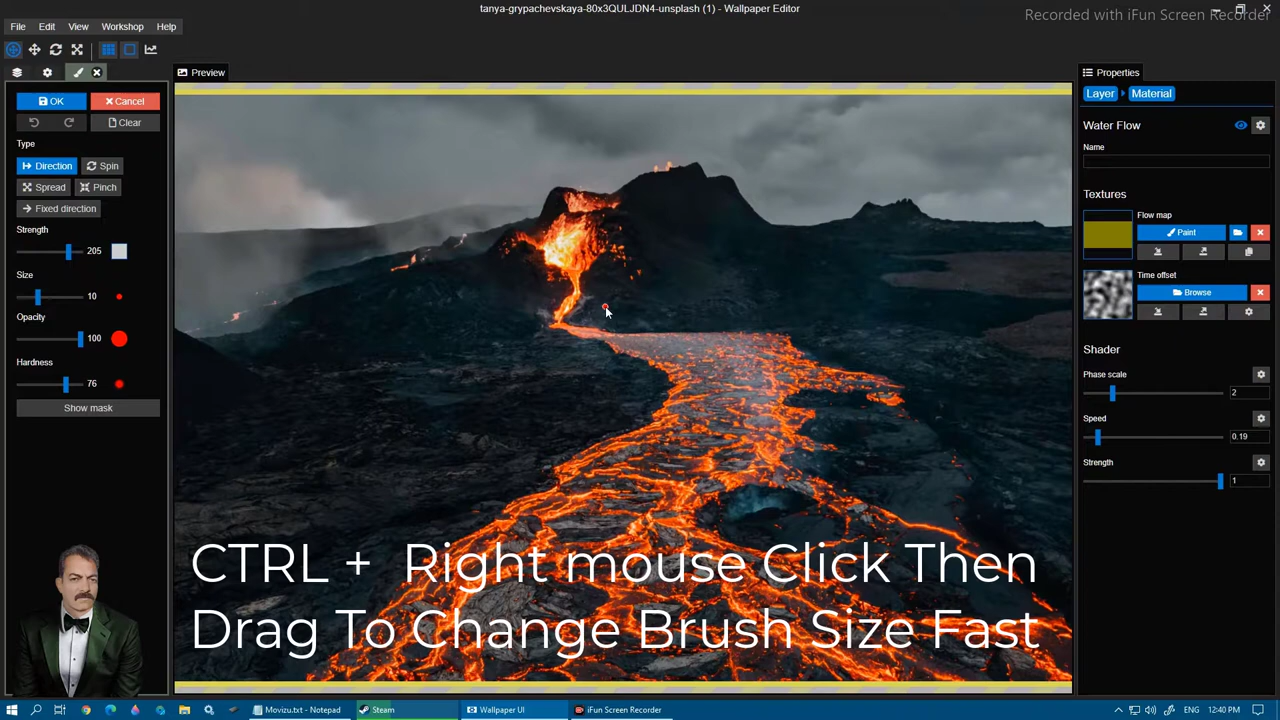 tanya-grypachevskaya-80x3QULJDN4-unsplash (1) - Wallpaper Editor
Recorded with iFun Screen Recorder
File Edit View Workshop Help
Preview
Properties
OK Cancel
Clear
Type
Direction Spin
Spread Pinch
Fixed direction
Strength
205
Size
10
Opacity
100
Hardness
76
Show mask
Layer Material
Water Flow
Name
Textures
Flow map
Paint
Time offset
Browse
Shader
Phase scale
2
Speed
0.19
Strength
1
CTRL + Right mouse Click Then
Drag To Change Brush Size Fast
Movizu.txt - Notepad Steam Wallpaper UI iFun Screen Recorder ENG 12:40 PM